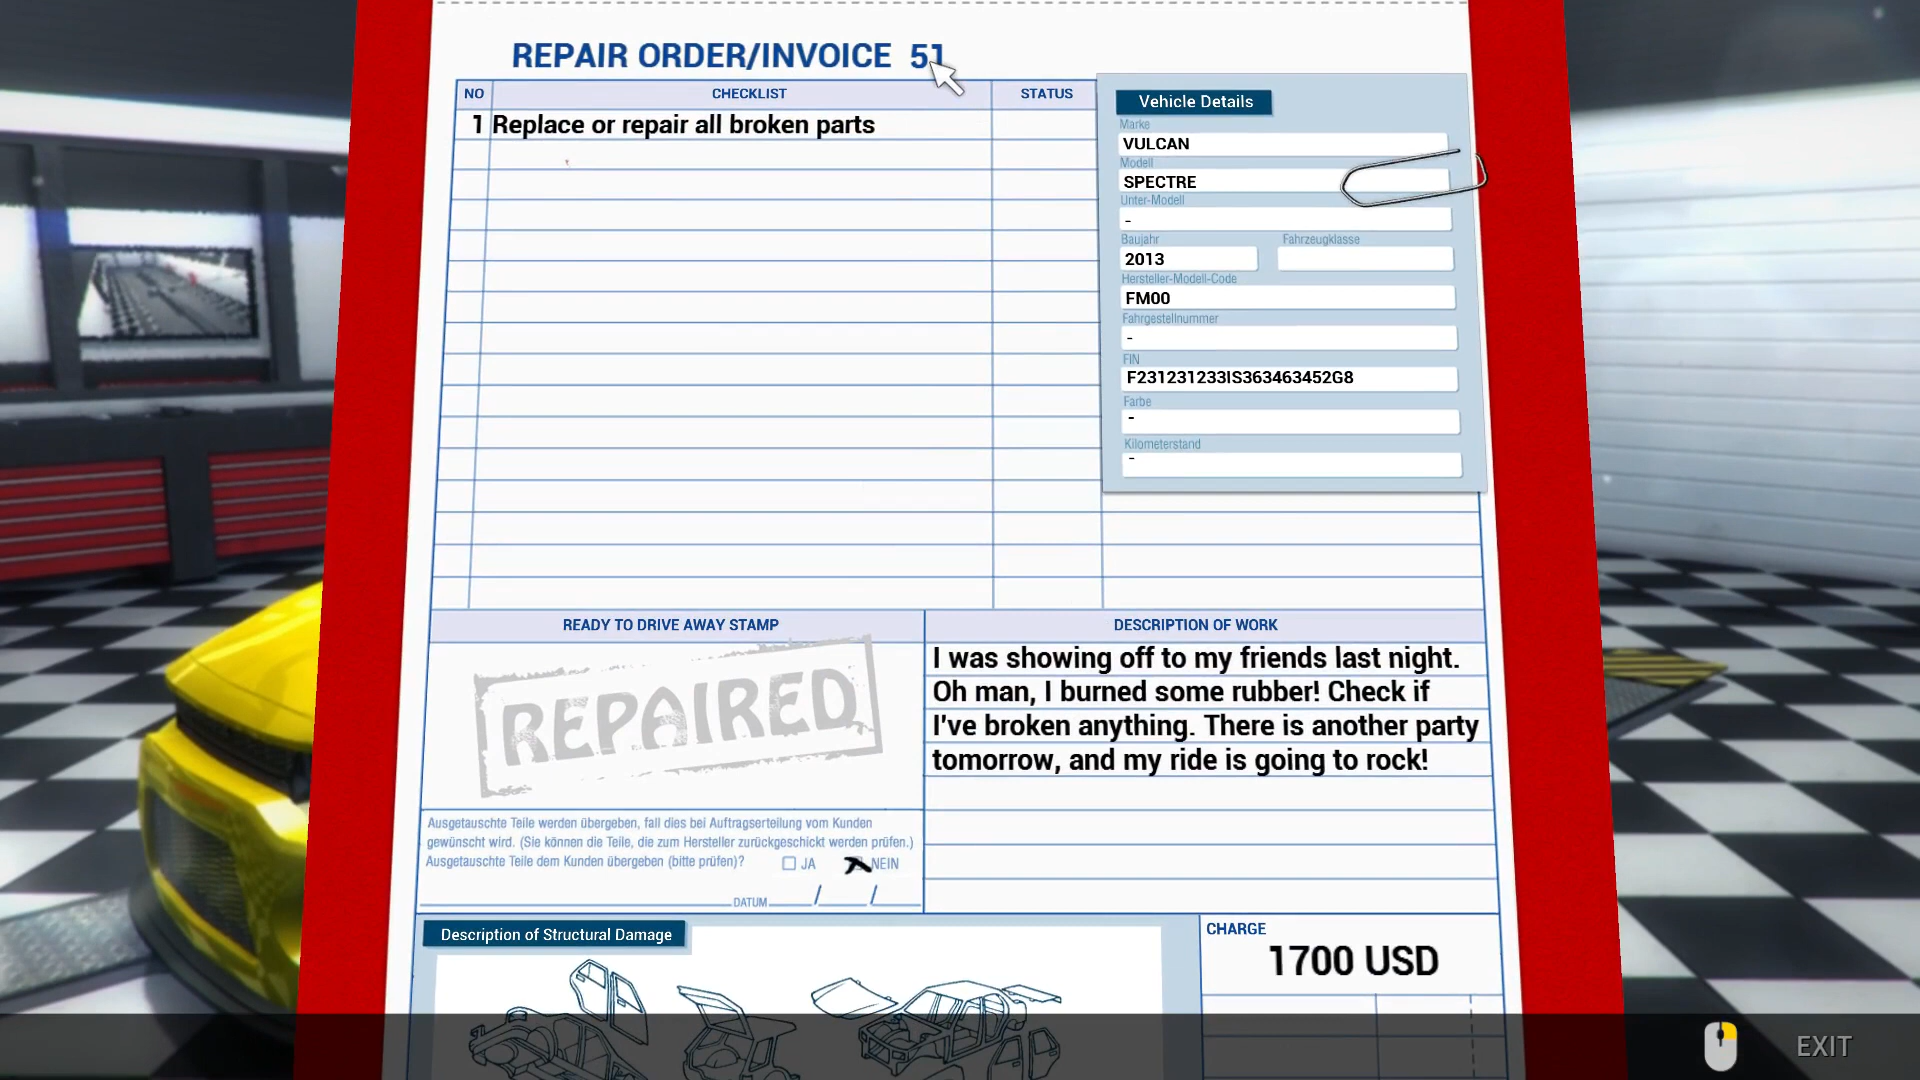 REPAIR ORDER/INVOICE 51
NO CHECKLIST STATUS
1 Replace or repair all broken parts
Vehicle Details
Marke
VULCAN
Modell
SPECTRE
Unter-Modell
-
Baujahr Fahrzeugklasse
2013
Hersteller-Modell-Code
FM00
Fahrgestellnummer
-
FIN
F231231233IS363463452G8
Farbe
-
Kilometerstand
-
READY TO DRIVE AWAY STAMP
REPAIRED
DESCRIPTION OF WORK
I was showing off to my friends last night.
Oh man, I burned some rubber! Check if
I've broken anything. There is another party
tomorrow, and my ride is going to rock!
Ausgetauschte Teile werden übergeben, fall dies bei Auftragserteilung vom Kunden
gewünscht wird. (Sie können die Teile, die zum Hersteller zurückgeschickt werden prüfen.)
Ausgetauschte Teile dem Kunden übergeben (bitte prüfen)? JA NEIN
DATUM / /
Description of Structural Damage
CHARGE
1700 USD
EXIT